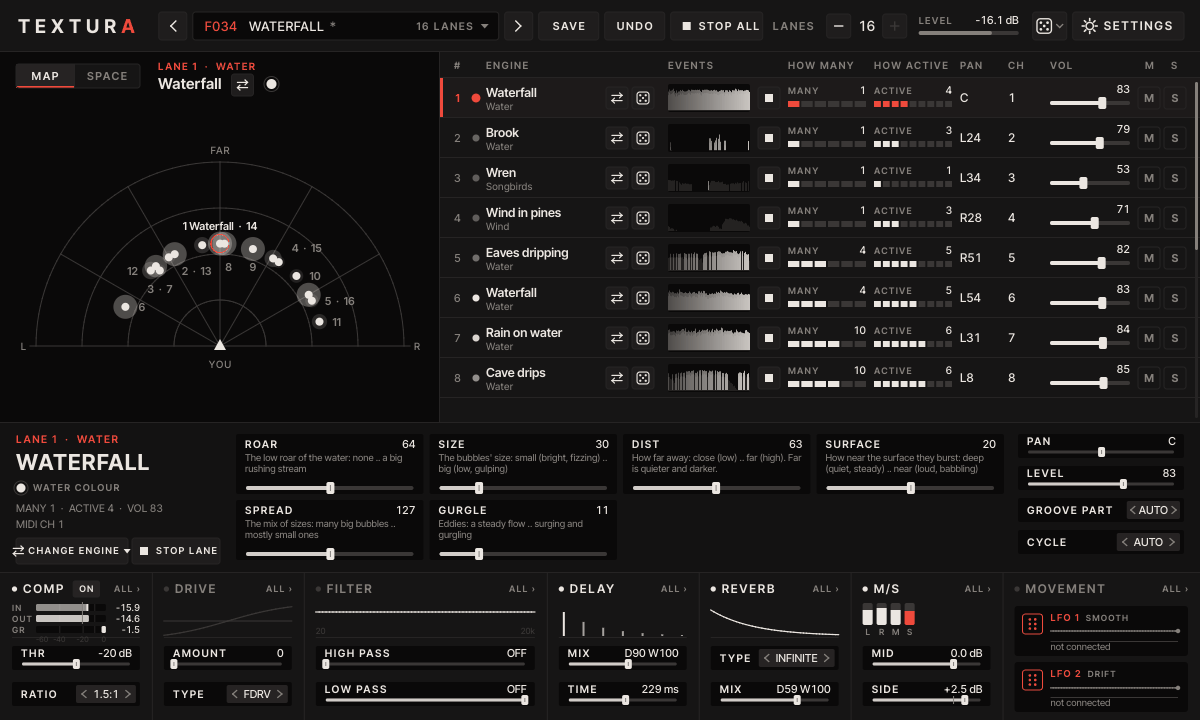 TEXTURA
F034 WATERFALL * 16 LANES
SAVE
UNDO
STOP ALL
LANES
16
LEVEL -16.1 dB
SETTINGS
MAP
SPACE
LANE 1 · WATER
Waterfall
FAR
1 Waterfall · 14
4 · 15
12
2 · 13
8
9
10
3 · 7
6
5 · 16
11
L
R
YOU
# ENGINE EVENTS HOW MANY HOW ACTIVE PAN CH VOL M S
1 Waterfall MANY 1 ACTIVE 4 C 1 83 M S
Water
2 Brook MANY 1 ACTIVE 3 L24 2 79 M S
Water
3 Wren MANY 1 ACTIVE 1 L34 3 53 M S
Songbirds
4 Wind in pines MANY 1 ACTIVE 3 R28 4 71 M S
Wind
5 Eaves dripping MANY 4 ACTIVE 5 R51 5 82 M S
Water
6 Waterfall MANY 4 ACTIVE 5 L54 6 83 M S
Water
7 Rain on water MANY 10 ACTIVE 6 L31 7 84 M S
Water
8 Cave drips MANY 10 ACTIVE 6 L8 8 85 M S
Water
LANE 1 · WATER
WATERFALL
WATER COLOUR
MANY 1 · ACTIVE 4 · VOL 83
MIDI CH 1
CHANGE ENGINE
STOP LANE
ROAR 64
The low roar of the water: none .. a big
rushing stream
SIZE 30
The bubbles' size: small (bright, fizzing) ..
big (low, gulping)
DIST 63
How far away: close (low) .. far (high). Far
is quieter and darker.
SURFACE 20
How near the surface they burst: deep
(quiet, steady) .. near (loud, babbling)
SPREAD 127
The mix of sizes: many big bubbles ..
mostly small ones
GURGLE 11
Eddies: a steady flow .. surging and
gurgling
PAN C
LEVEL 83
GROOVE PART AUTO
CYCLE AUTO
COMP ON ALL ›
IN -15.9
OUT -14.6
GR -1.5
-60 -40 -20 0
THR -20 dB
RATIO 1.5:1
DRIVE ALL ›
AMOUNT 0
TYPE FDRV
FILTER ALL ›
20 20k
HIGH PASS OFF
LOW PASS OFF
DELAY ALL ›
MIX D90 W100
TIME 229 ms
REVERB ALL ›
TYPE INFINITE
MIX D59 W100
M/S ALL ›
L R M S
MID 0.0 dB
SIDE +2.5 dB
MOVEMENT ALL ›
LFO 1 SMOOTH
not connected
LFO 2 DRIFT
not connected